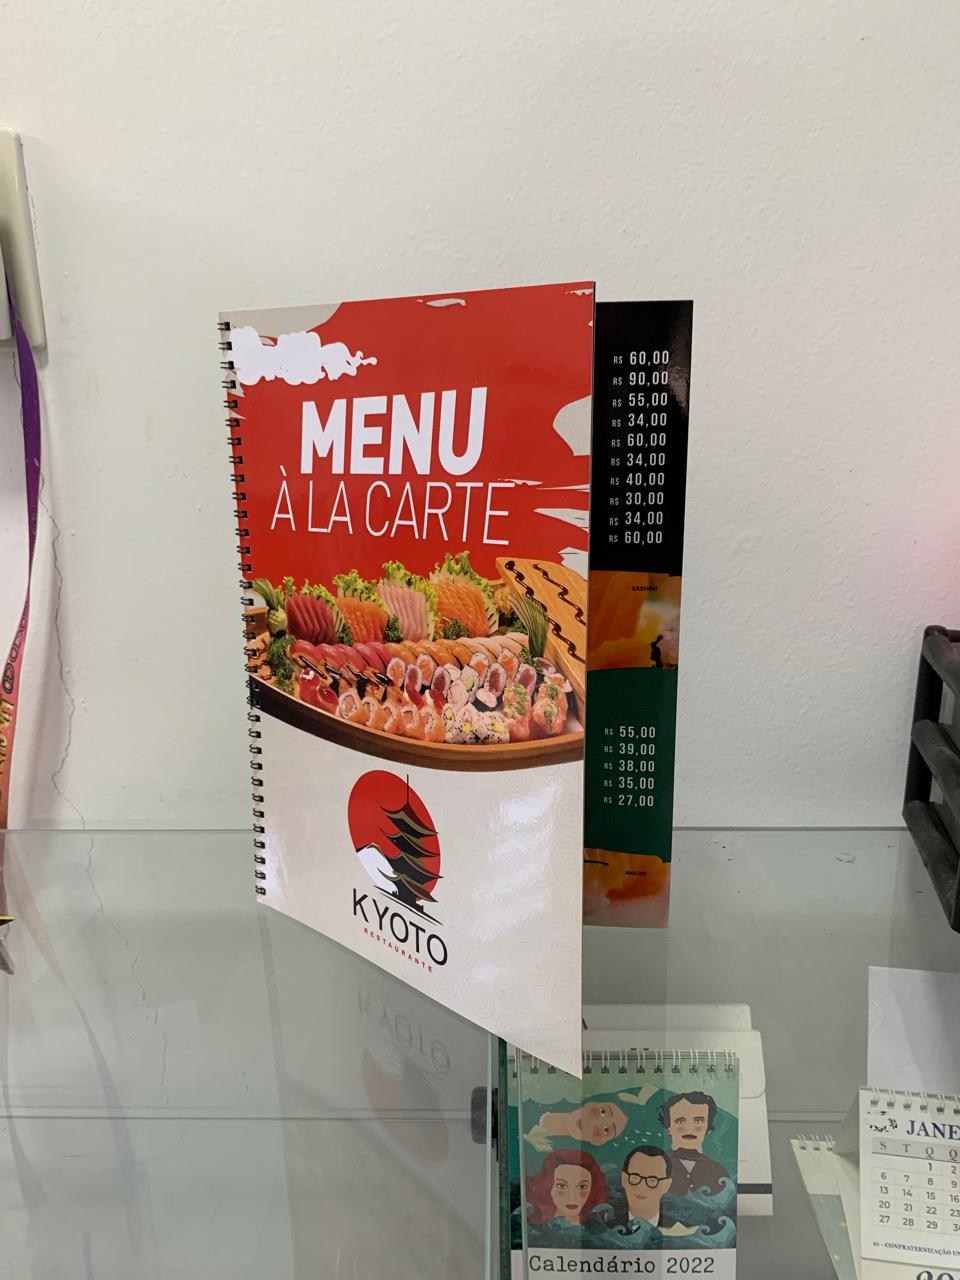 MENU
À LA CARTE
KYOTO
RESTAURANTE
R$ 60,00
R$ 90,00
R$ 55,00
R$ 34,00
R$ 60,00
R$ 34,00
R$ 40,00
R$ 30,00
R$ 34,00
R$ 60,00
SASHIMI
R$ 55,00
R$ 39,00
R$ 38,00
R$ 35,00
R$ 27,00
NIGUIRI
Calendário 2022
JANE
S T Q Q
1 2
6 7 8 9
13 14 15 16
20 21 22 23
27 28 29
01 - CONFRATERNIZAÇÃO